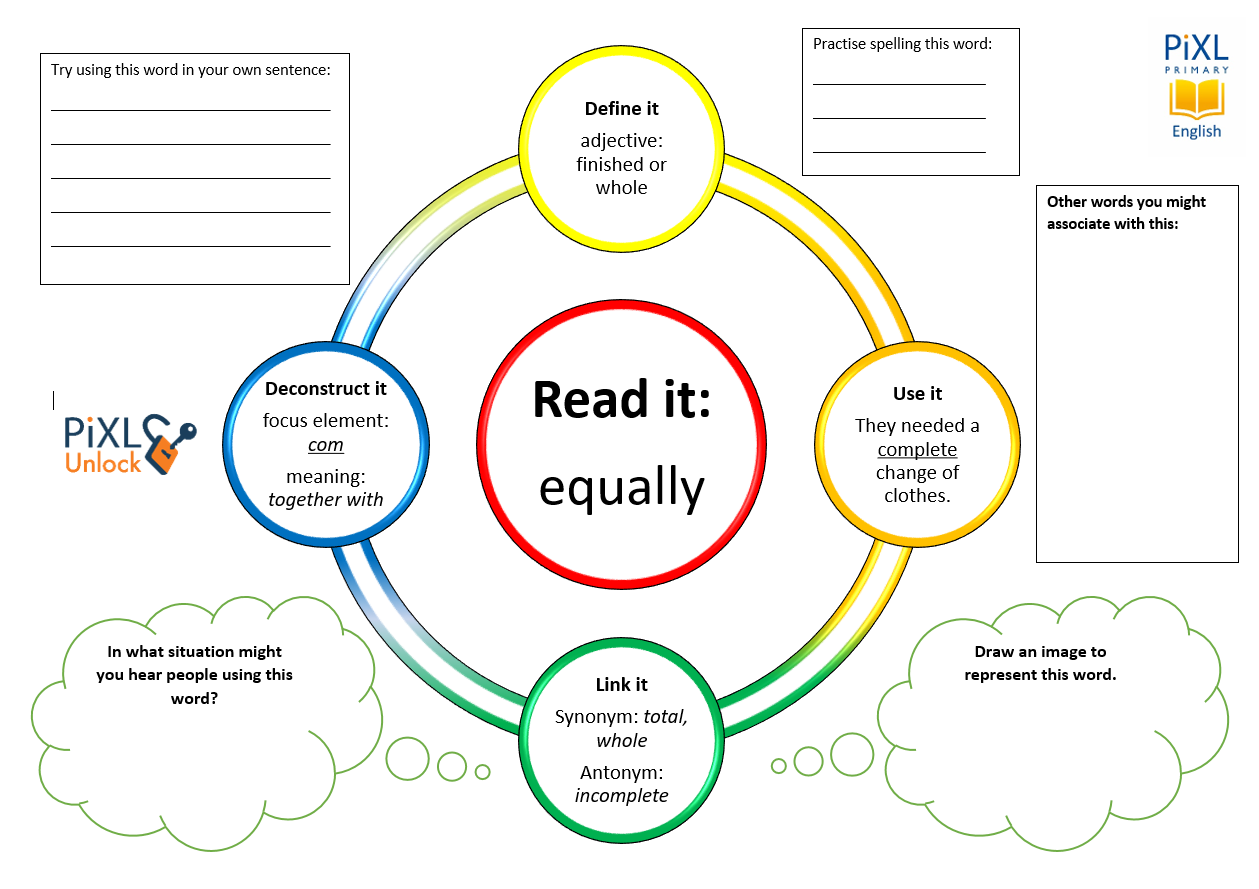 Try using this word in your own sentence:
Practise spelling this word:
PiXL
PRIMARY
English
Define it
adjective:
finished or
whole
Other words you might
associate with this:
Deconstruct it
focus element:
com
meaning:
together with
Read it:
equally
Use it
They needed a
complete
change of
clothes.
PiXL
Unlock
In what situation might
you hear people using this
word?
Link it
Synonym: total,
whole
Antonym:
incomplete
Draw an image to
represent this word.